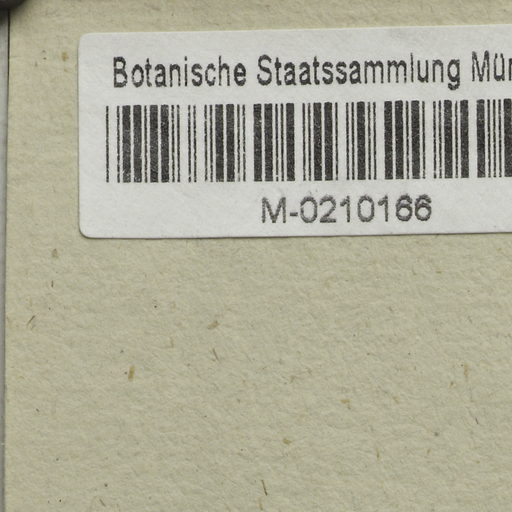 Botanische Staatssammlung Mün
M-0210166